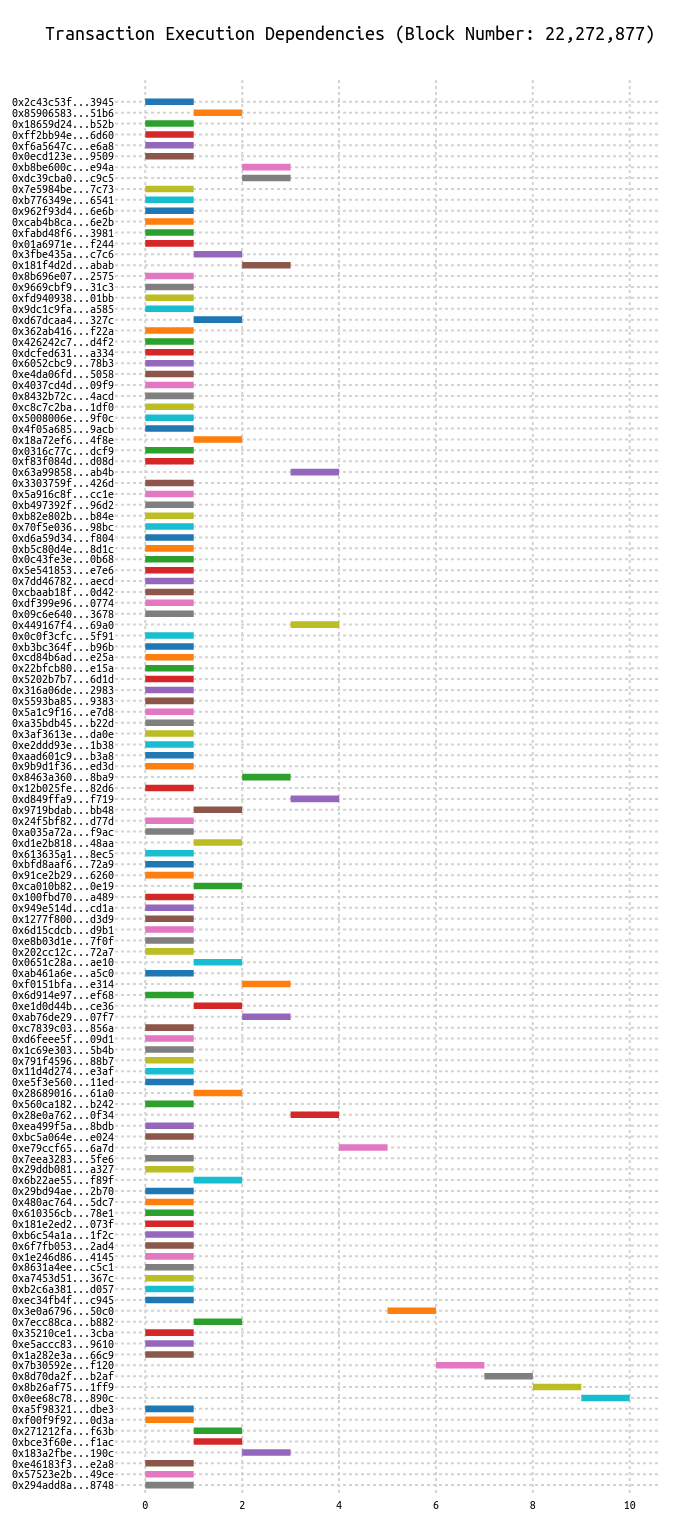 Transaction Execution Dependencies (Block Number: 22,272,877)
0x2c43c53f...3945
0x85906583...51b6
0x18659d24...b52b
0xff2bb94e...6d60
0xf6a5647c...e6a8
0x0ecd123e...9509
0xb8be600c...e94a
0xdc39cba0...c9c5
0x7e5984be...7c73
0xb776349e...6541
0x962f93d4...6e6b
0xcab4b8ca...6e2b
0xfabd48f6...3981
0x01a6971e...f244
0x3fbe435a...c7c6
0x181f4d2d...abab
0x8b696e07...2575
0x9669cbf9...31c3
0xfd940938...01bb
0x9dc1c9fa...a585
0xd67dcaa4...327c
0x362ab416...f22a
0x426242c7...d4f2
0xdcfed631...a334
0x6052cbc9...78b3
0xe4da06fd...5058
0x4037cd4d...09f9
0x8432b72c...4acd
0xc8c7c2ba...1df0
0x5008006e...9f0c
0x4f05a685...9acb
0x18a72ef6...4f8e
0x0316c77c...dcf9
0xf83f084d...d08d
0x63a99858...ab4b
0x3303759f...426d
0x5a916c8f...cc1e
0xb497392f...96d2
0xb82e802b...b84e
0x70f5e036...98bc
0xd6a59d34...f804
0xb5c80d4e...8d1c
0x0c43fe3e...0b68
0x5e541853...e7e6
0x7dd46782...aecd
0xcbaab18f...0d42
0xdf399e96...0774
0x09c6e640...3678
0x449167f4...69a0
0x0c0f3cfc...5f91
0xb3bc364f...b96b
0xcd84b6ad...e25a
0x22bfcb80...e15a
0x5202b7b7...6d1d
0x316a06de...2983
0x5593ba85...9383
0x5a1c9f16...e7d8
0xa35bdb45...b22d
0x3af3613e...da0e
0xe2ddd93e...1b38
0xaad601c9...b3a8
0x9b9d1f36...ed3d
0x8463a360...8ba9
0x12b025fe...82d6
0xd849ffa9...f719
0x9719bdab...bb48
0x24f5bf82...d77d
0xa035a72a...f9ac
0xd1e2b818...48aa
0x613635a1...8ec5
0xbfd8aaf6...72a9
0x91ce2b29...6260
0xca010b82...0e19
0x100fbd70...a489
0x949e514d...cd1a
0x1277f800...d3d9
0x6d15cdcb...d9b1
0xe8b03d1e...7f0f
0x202cc12c...72a7
0x0651c28a...ae10
0xab461a6e...a5c0
0xf0151bfa...e314
0x6d914e97...ef68
0xe1d0d44b...ce36
0xab76de29...07f7
0xc7839c03...856a
0xd6feee5f...09d1
0x1c69e303...5b4b
0x791f4596...88b7
0x11d4d274...e3af
0xe5f3e560...11ed
0x28689016...61a0
0x560ca182...b242
0x28e0a762...0f34
0xea499f5a...8bdb
0xbc5a064e...e024
0xe79ccf65...6a7d
0x7eea3283...5fe6
0x29ddb081...a327
0x6b22ae55...f89f
0x29bd94ae...2b70
0x480ac764...5dc7
0x610356cb...78e1
0x181e2ed2...073f
0xb6c54a1a...1f2c
0x6f7fb053...2ad4
0x1e246d86...4145
0x8631a4ee...c5c1
0xa7453d51...367c
0xb2c6a381...d057
0xec34fb4f...c945
0x3e0a6796...50c0
0x7ecc88ca...b882
0x35210ce1...3cba
0xe5accc83...9610
0x1a282e3a...66c9
0x7b30592e...f120
0x8d70da2f...b2af
0x8b26af75...1ff9
0x0ee68c78...890c
0xa5f98321...dbe3
0xf00f9f92...0d3a
0x271212fa...f63b
0xbce3f60e...f1ac
0x183a2fbe...190c
0xe46183f3...e2a8
0x57523e2b...49ce
0x294add8a...8748
0 2 4 6 8 10